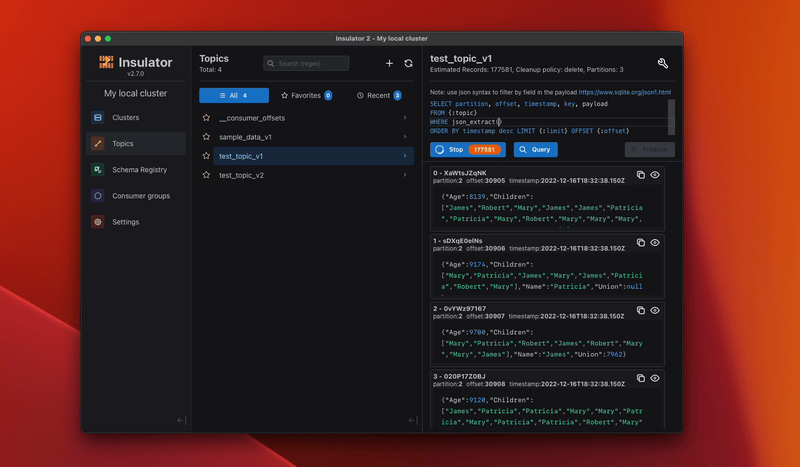 Insulator 2 - My local cluster
Insulator
v2.7.0
My local cluster
Clusters
Topics
Schema Registry
Consumer groups
Settings
Topics
Total: 4
Search (regex)
All 4
Favorites 0
Recent 3
__consumer_offsets
sample_data_v1
test_topic_v1
test_topic_v2
test_topic_v1
Estimated Records: 177581, Cleanup policy: delete, Partitions: 3
Note: use json syntax to filter by field in the payload https://www.sqlite.org/json1.html
SELECT partition, offset, timestamp, key, payload
FROM {:topic}
WHERE json_extract()
ORDER BY timestamp desc LIMIT {:limit} OFFSET {:offset}
Stop 177581
Query
Produce
0 - XaWtsJZqNK
partition:2 offset:30905 timestamp:2022-12-16T18:32:38.150Z
{"Age":8139,"Children":
["James","Robert","Mary","James","James","Patricia"
,"Patricia","Mary","Robert","Mary","Mary","Mary",
1 - sDXqE0eINs
partition:2 offset:30906 timestamp:2022-12-16T18:32:38.150Z
{"Age":9174,"Children":
["Mary","Patricia","James","Mary","James","Patrici
a","Robert","Mary"],"Name":"Patricia","Union":null
2 - 0vYWz97167
partition:2 offset:30907 timestamp:2022-12-16T18:32:38.150Z
{"Age":9700,"Children":
["Mary","Patricia","Robert","James","Robert","Mary
","Mary","James"],"Name":"James","Union":7962}
3 - 020P17Z0BJ
partition:2 offset:30908 timestamp:2022-12-16T18:32:38.150Z
{"Age":9120,"Children":
["James","Patricia","Patricia","Mary","Mary","Patr
icia","Mary","Patricia","Patricia","Robert","Mary"